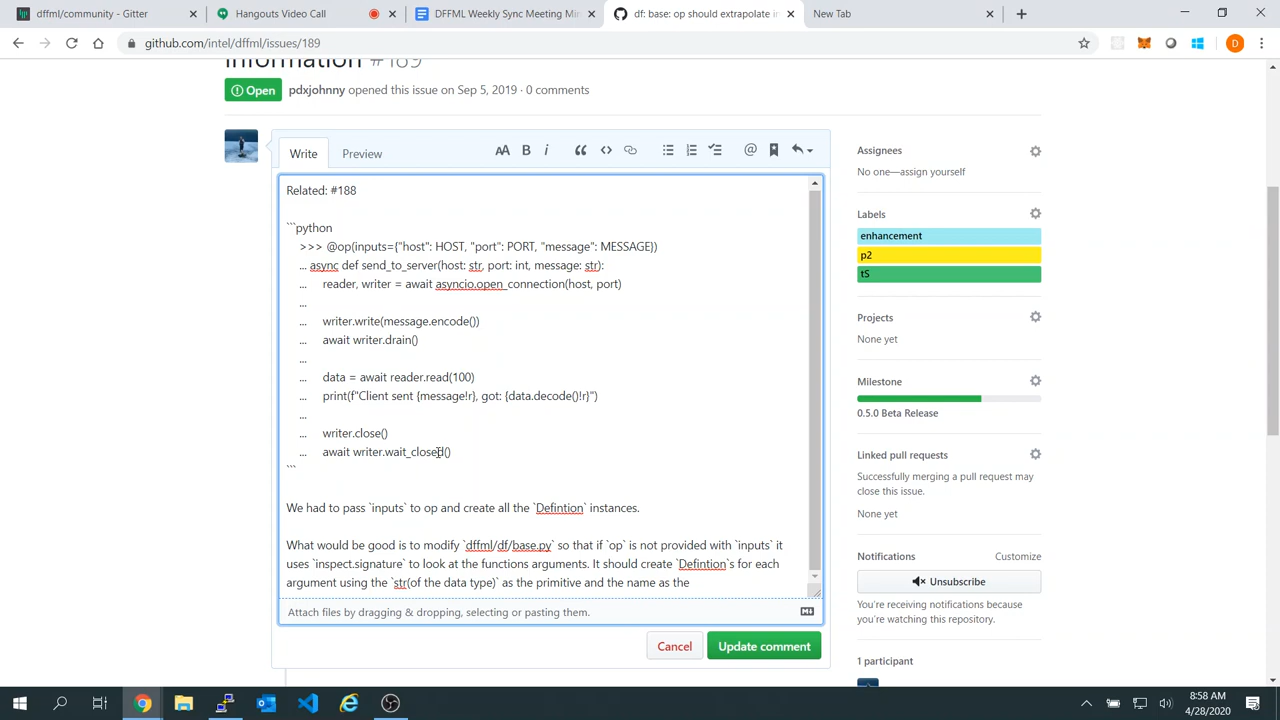 dffml/community - Gitter
Hangouts Video Call
DFFML Weekly Sync Meeting Mi
df: base: op should extrapolate i
New Tab
github.com/intel/dffml/issues/189
D
information #189
Open
pdxjohnny opened this issue on Sep 5, 2019 · 0 comments
Write
Preview
Related: #188
```python
>>> @op(inputs={"host": HOST, "port": PORT, "message": MESSAGE})
... async def send_to_server(host: str, port: int, message: str):
... reader, writer = await asyncio.open_connection(host, port)
...
... writer.write(message.encode())
... await writer.drain()
...
... data = await reader.read(100)
... print(f"Client sent {message!r}, got: {data.decode()!r}")
...
... writer.close()
... await writer.wait_closed()
```
We had to pass `inputs` to op and create all the `Defintion` instances.
What would be good is to modify `dffml/df/base.py` so that if `op` is not provided with `inputs` it
uses `inspect.signature` to look at the functions arguments. It should create `Defintion`s for each
argument using the `str(of the data type)` as the primitive and the name as the
Attach files by dragging & dropping, selecting or pasting them.
Cancel
Update comment
Assignees
No one—assign yourself
Labels
enhancement
p2
tS
Projects
None yet
Milestone
0.5.0 Beta Release
Linked pull requests
Successfully merging a pull request may
close this issue.
None yet
Notifications
Customize
Unsubscribe
You're receiving notifications because
you're watching this repository.
1 participant
8:58 AM
4/28/2020